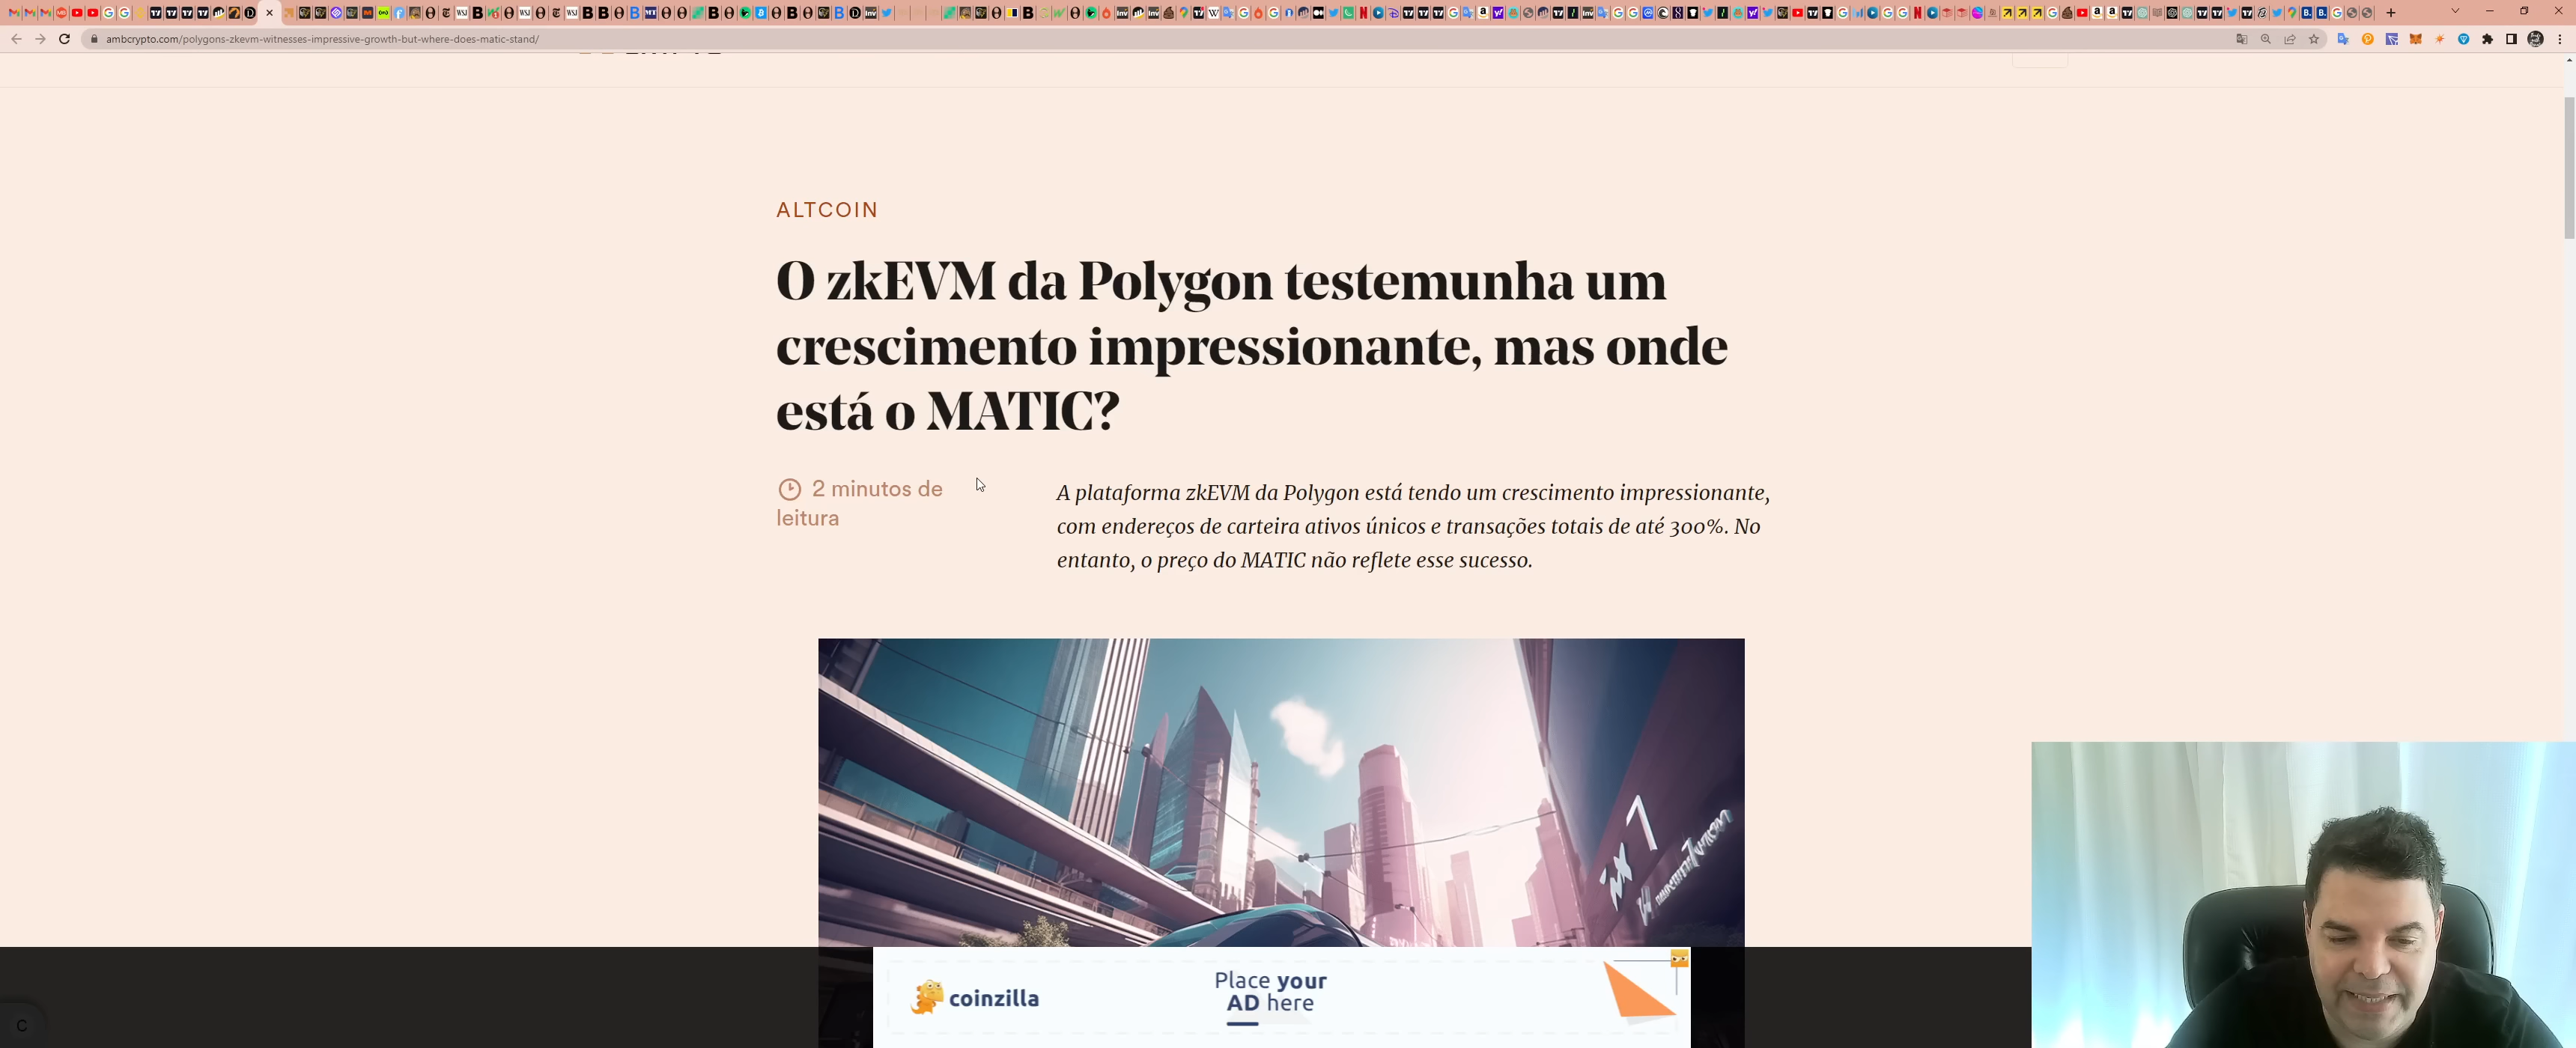 ambcrypto.com/polygons-zkevm-witnesses-impressive-growth-but-where-does-matic-stand/
ALTCOIN
O zkEVM da Polygon testemunha um
crescimento impressionante, mas onde
está o MATIC?
2 minutos de
leitura
A plataforma zkEVM da Polygon está tendo um crescimento impressionante,
com endereços de carteira ativos únicos e transações totais de até 300%. No
entanto, o preço do MATIC não reflete esse sucesso.
coinzilla
Place your
AD here